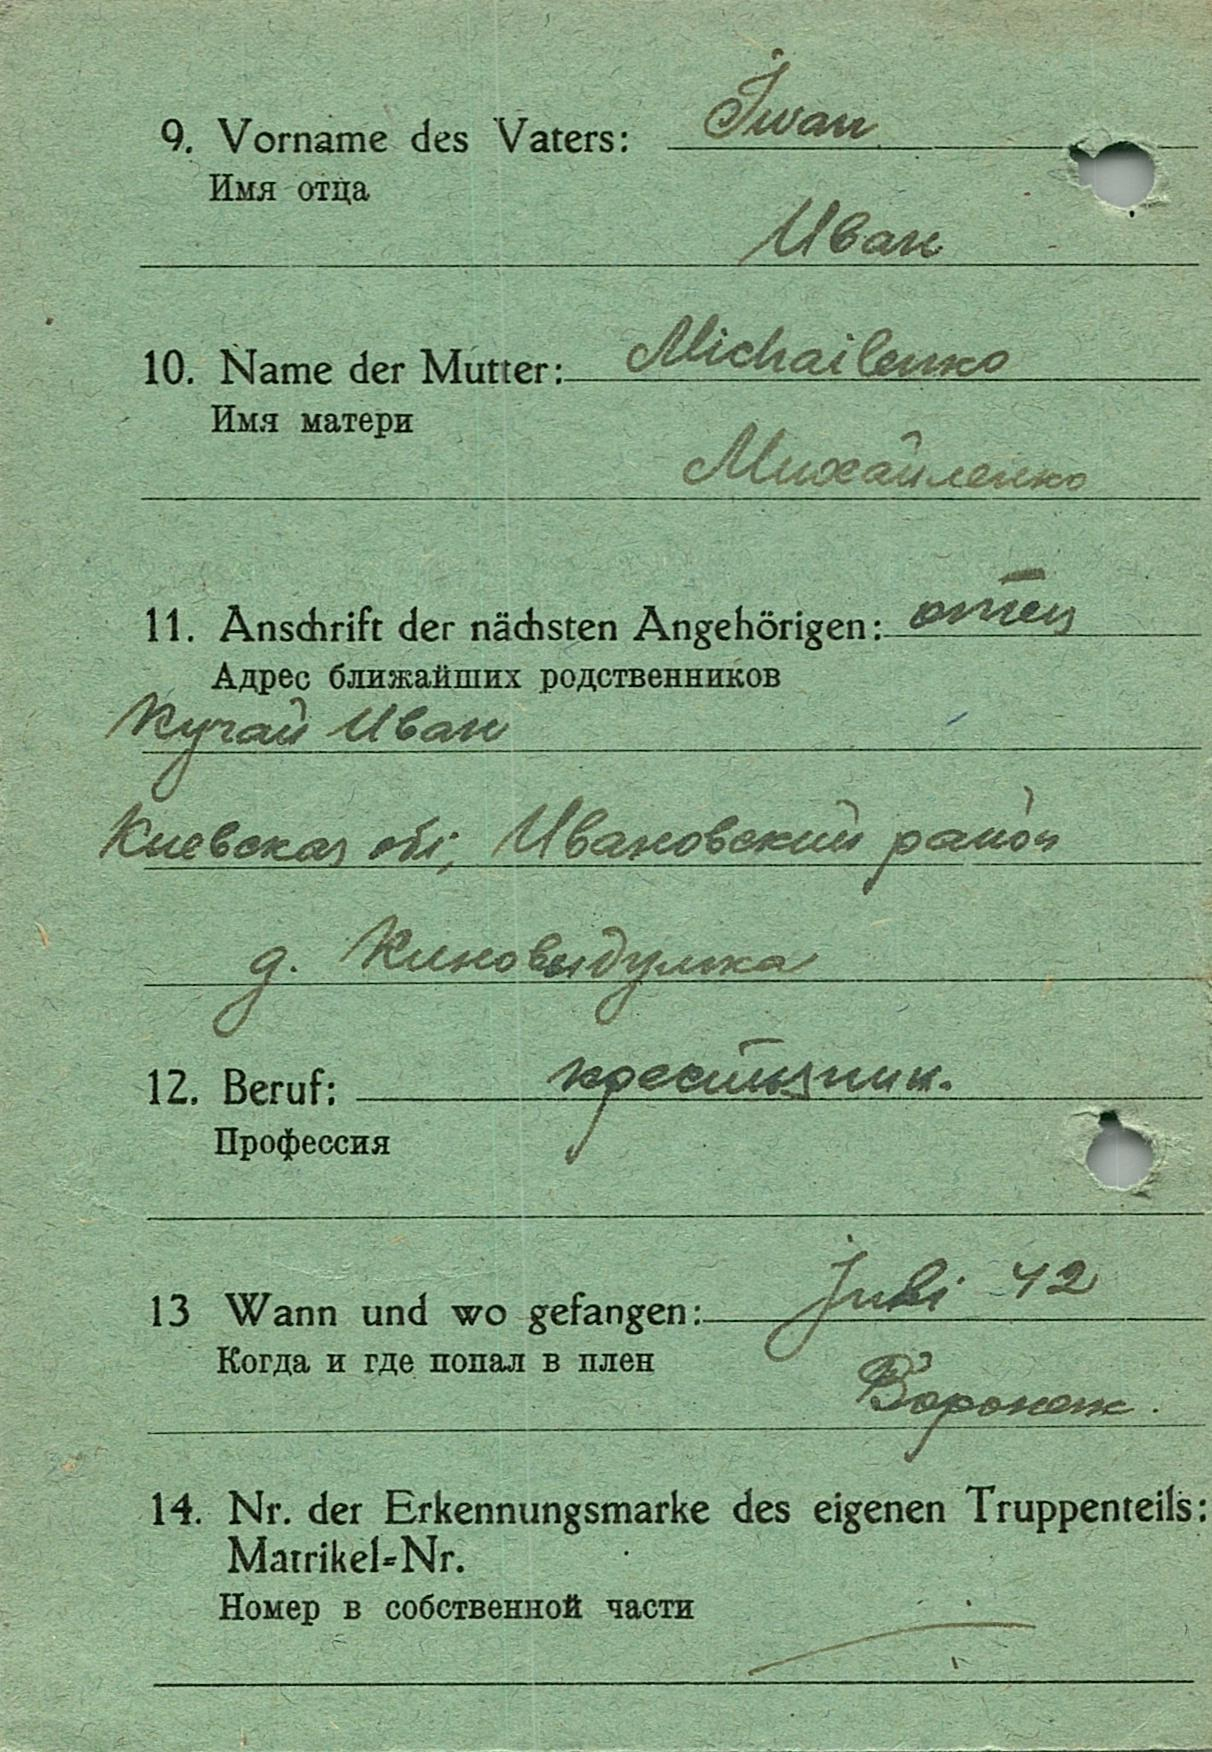 9. Vorname des Vaters: Iwan
Имя отца
Иван
10. Name der Mutter: Michailenko
Имя матери
Михайленко
11. Anschrift der nächsten Angehörigen: отец
Адрес ближайших родственников
Кучай Иван
Киевская обл, Ивановский район
д.
12. Beruf: крестьянин.
Профессия
13 Wann und wo gefangen: Juli 42
Когда и где попал в плен
Воронеж.
14. Nr. der Erkennungsmarke des eigenen Truppenteils:
Matrikel-Nr.
Номер в собственной части